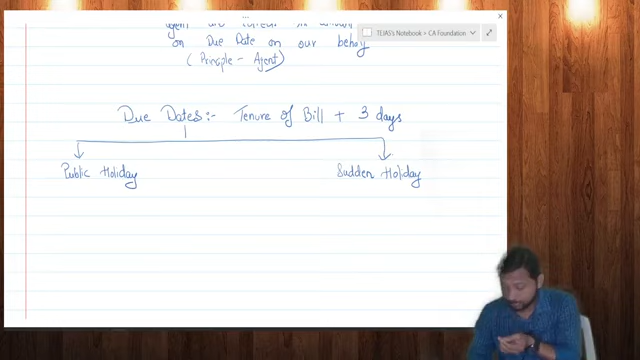 agent
on Due Date on our behalf
(Principle - Agent)
TEJAS's Notebook > CA Foundation
Due Dates:- Tenure of Bill + 3 days
Public Holiday
Sudden Holiday